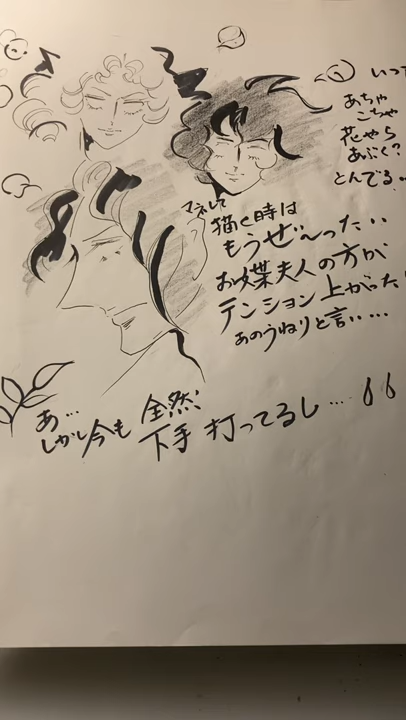 いつ
あちゃ
こちゃ
花やら
あぶく?
とんでる..
マネして
描く時は
もうぜ〜ったい..
お蝶夫人の方が
テンション上がった!
あのうねりと言い...
あ...
しかし今も 全然
下手 打ってるし...